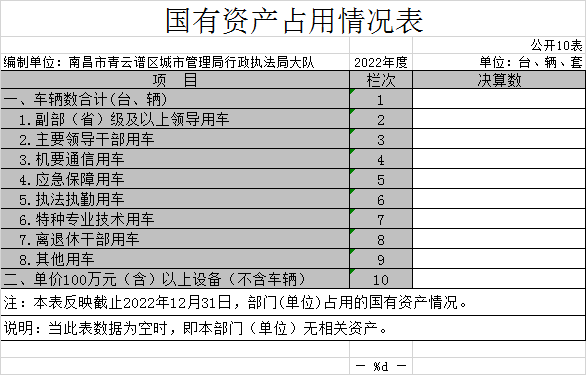 国有资产占用情况表
公开10表
编制单位：南昌市青云谱区城市管理局行政执法局大队 2022年度 单位：台、辆、套
项 目 栏次 决算数
一、车辆数合计(台、辆) 1
1.副部（省）级及以上领导用车 2
2.主要领导干部用车 3
3.机要通信用车 4
4.应急保障用车 5
5.执法执勤用车 6
6.特种专业技术用车 7
7.离退休干部用车 8
8.其他用车 9
二、单价100万元（含）以上设备（不含车辆） 10
注：本表反映截止2022年12月31日，部门(单位)占用的国有资产情况。
说明：当此表数据为空时，即本部门（单位）无相关资产。
— %d —